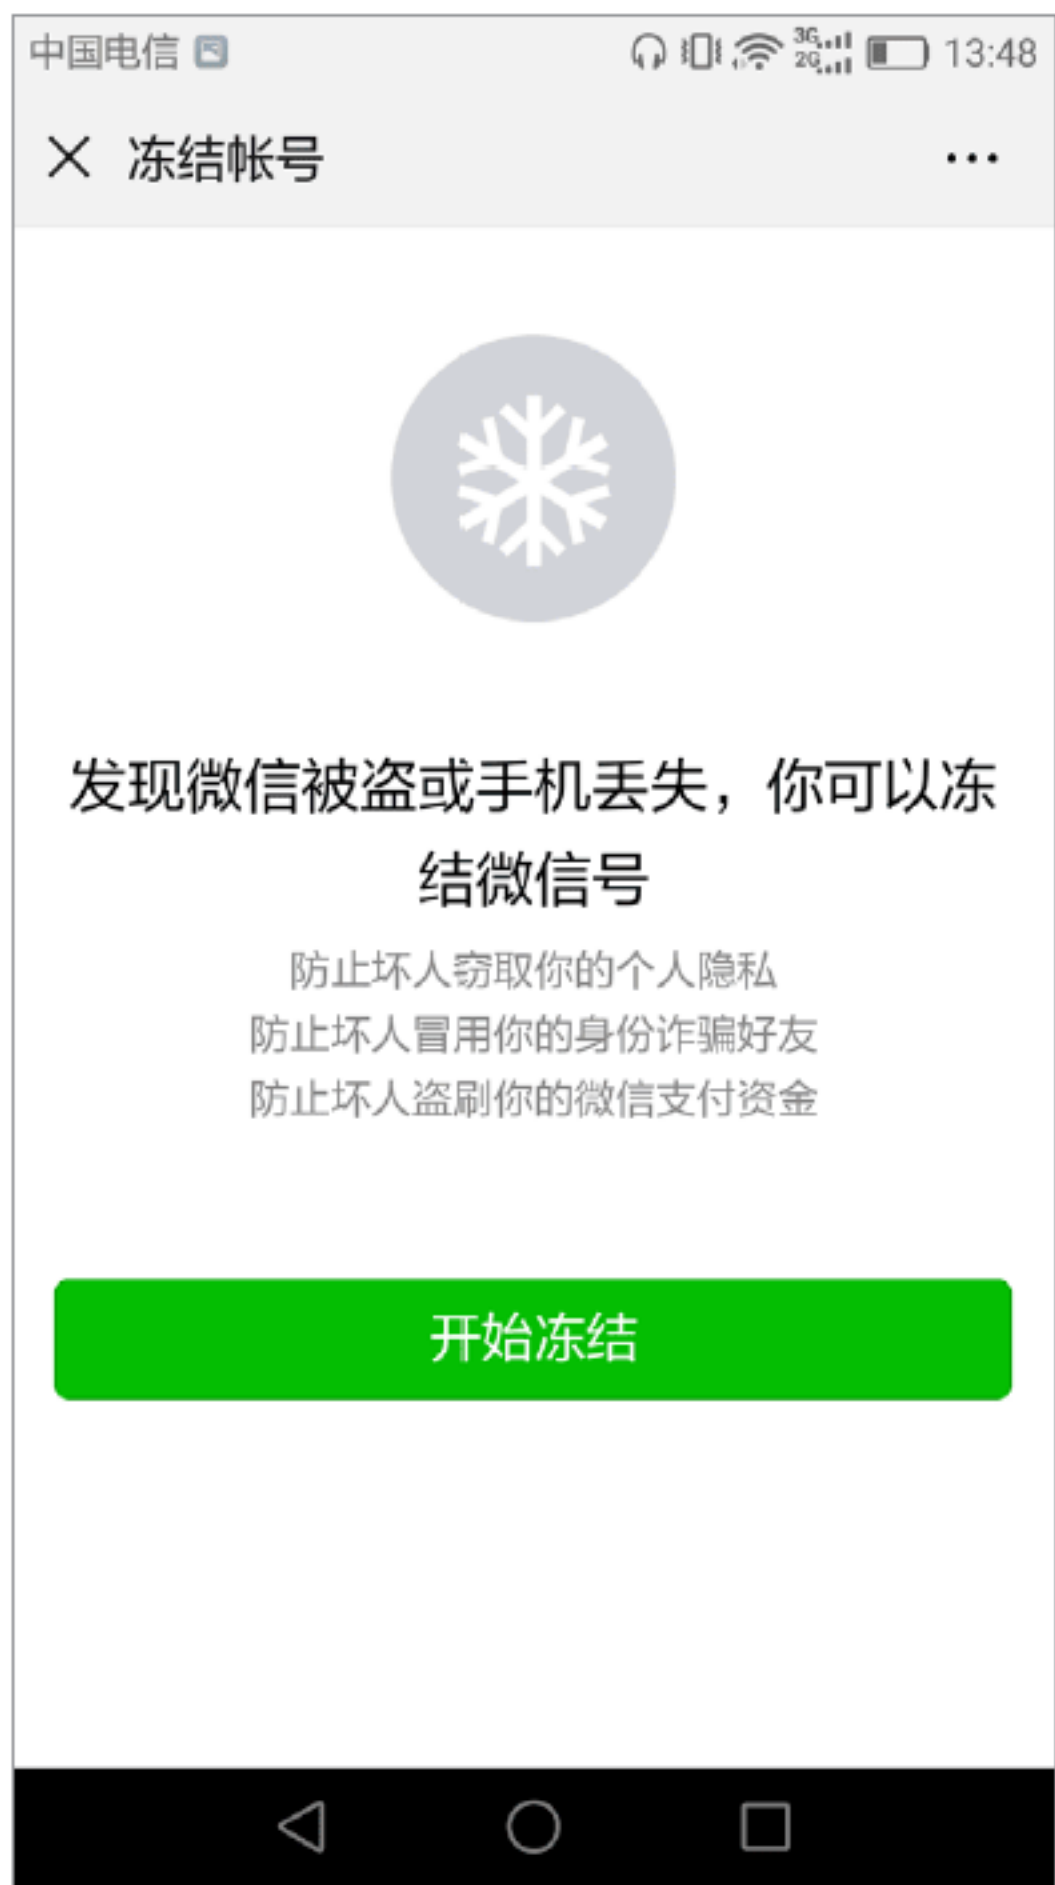 中国电信 3G 2G 13:48
冻结帐号
发现微信被盗或手机丢失，你可以冻
结微信号
防止坏人窃取你的个人隐私
防止坏人冒用你的身份诈骗好友
防止坏人盗刷你的微信支付资金
开始冻结